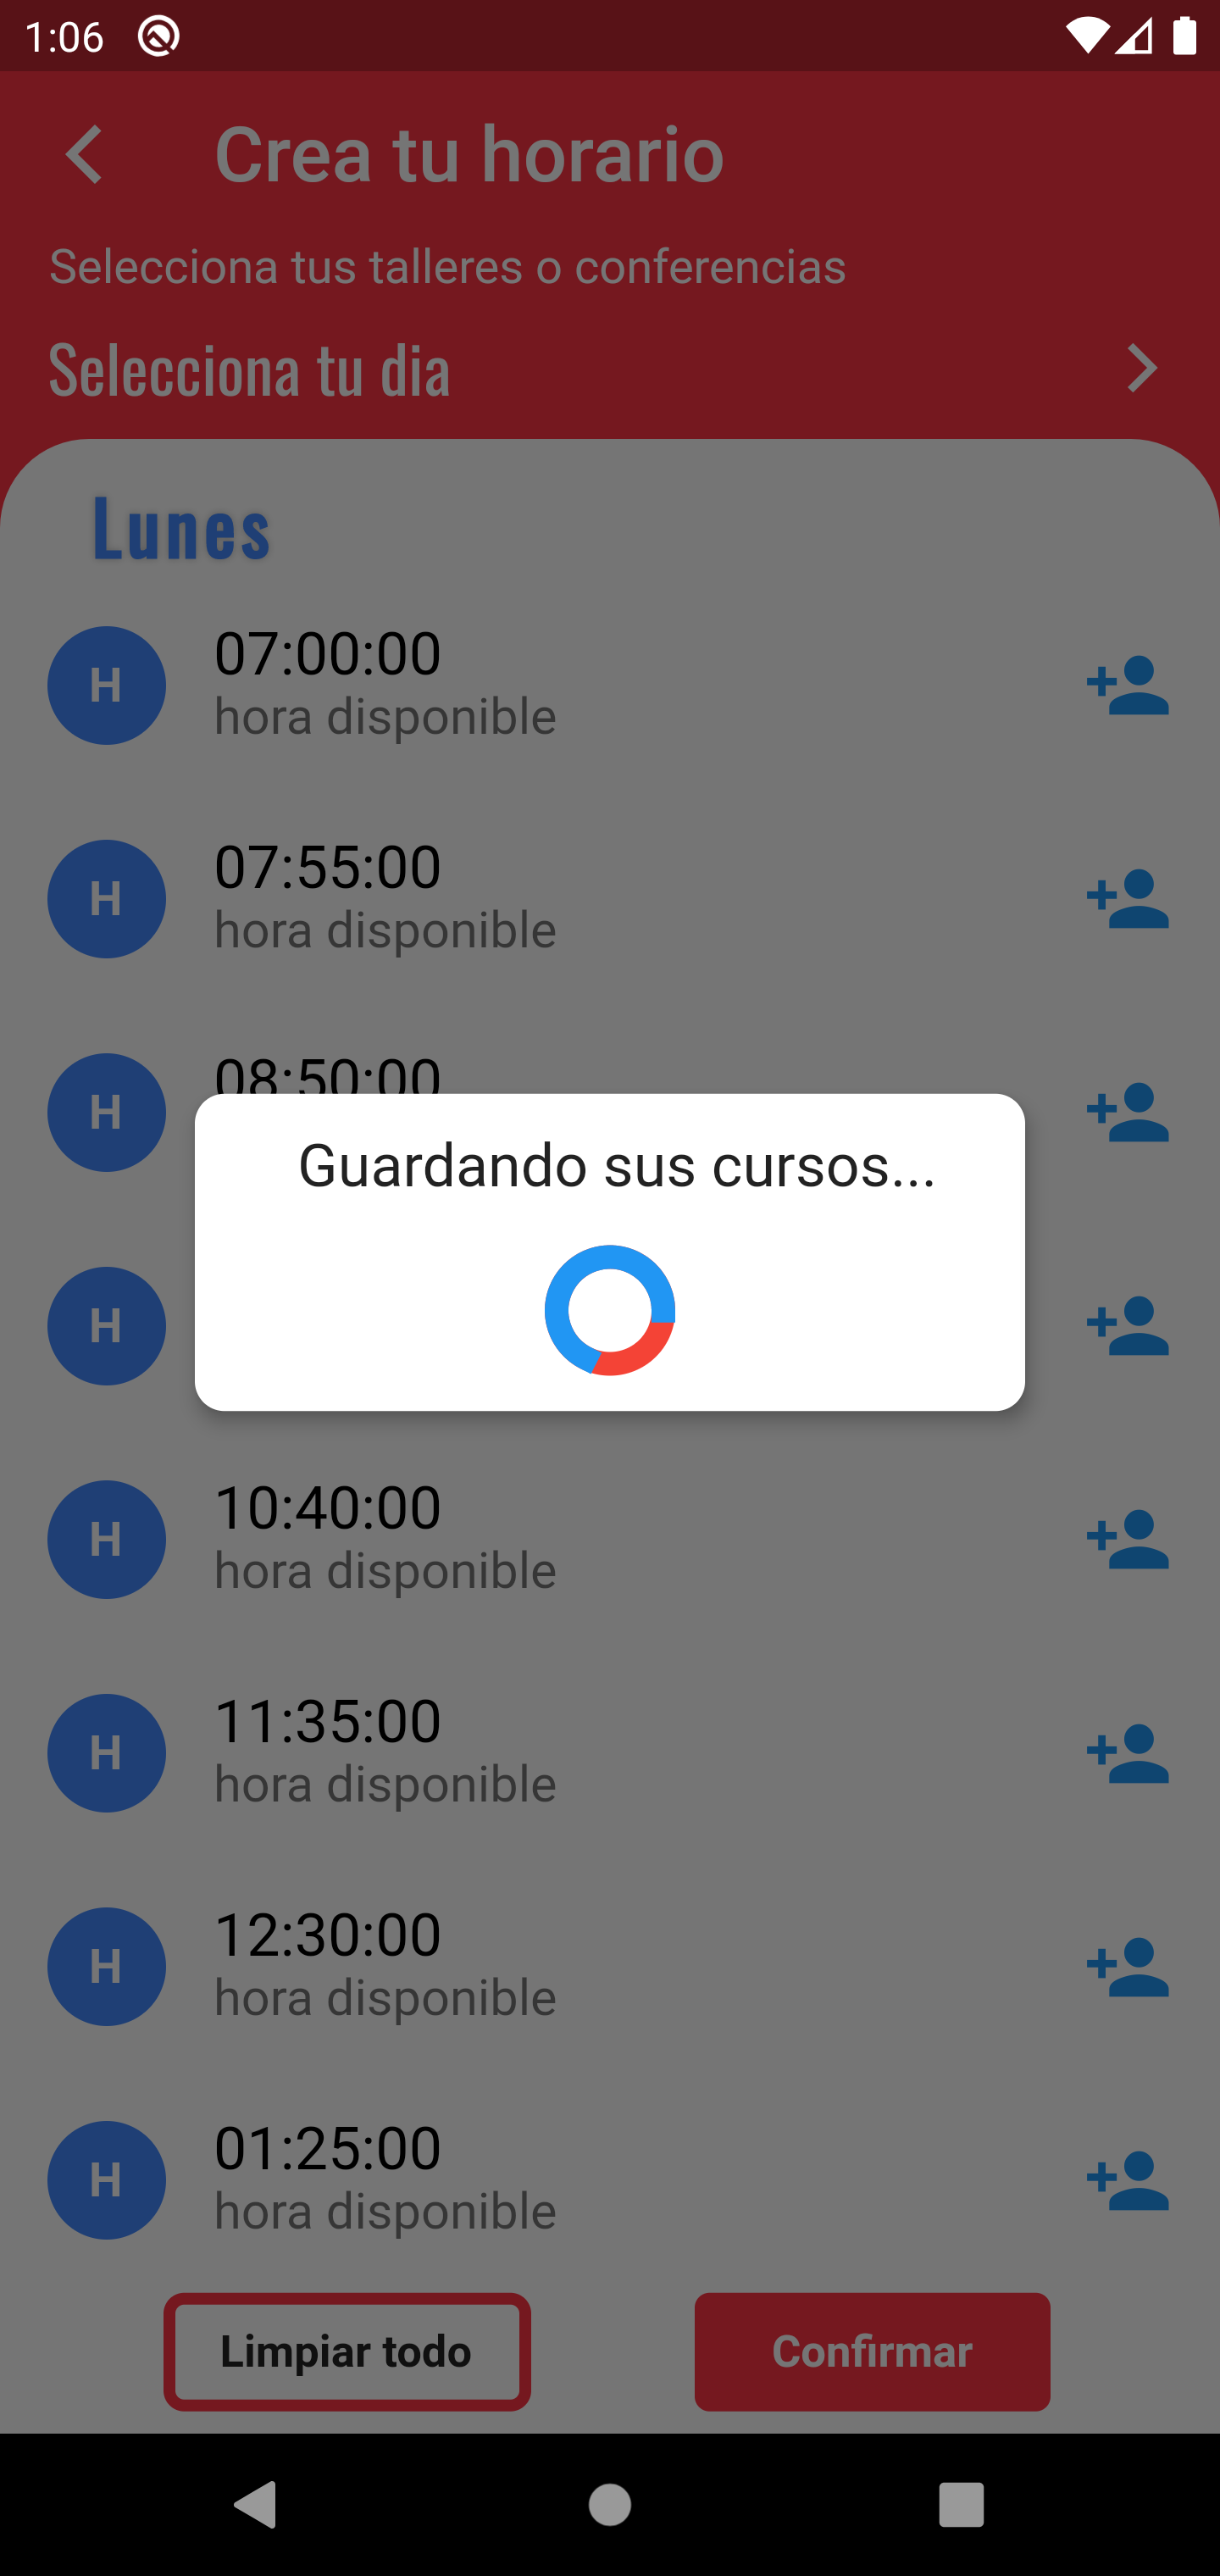 1:06
Crea tu horario
Selecciona tus talleres o conferencias
Selecciona tu dia
Lunes
H
07:00:00
hora disponible
H
07:55:00
hora disponible
H
08:50:00
Guardando sus cursos...
H
H
10:40:00
hora disponible
H
11:35:00
hora disponible
H
12:30:00
hora disponible
H
01:25:00
hora disponible
Limpiar todo
Confirmar